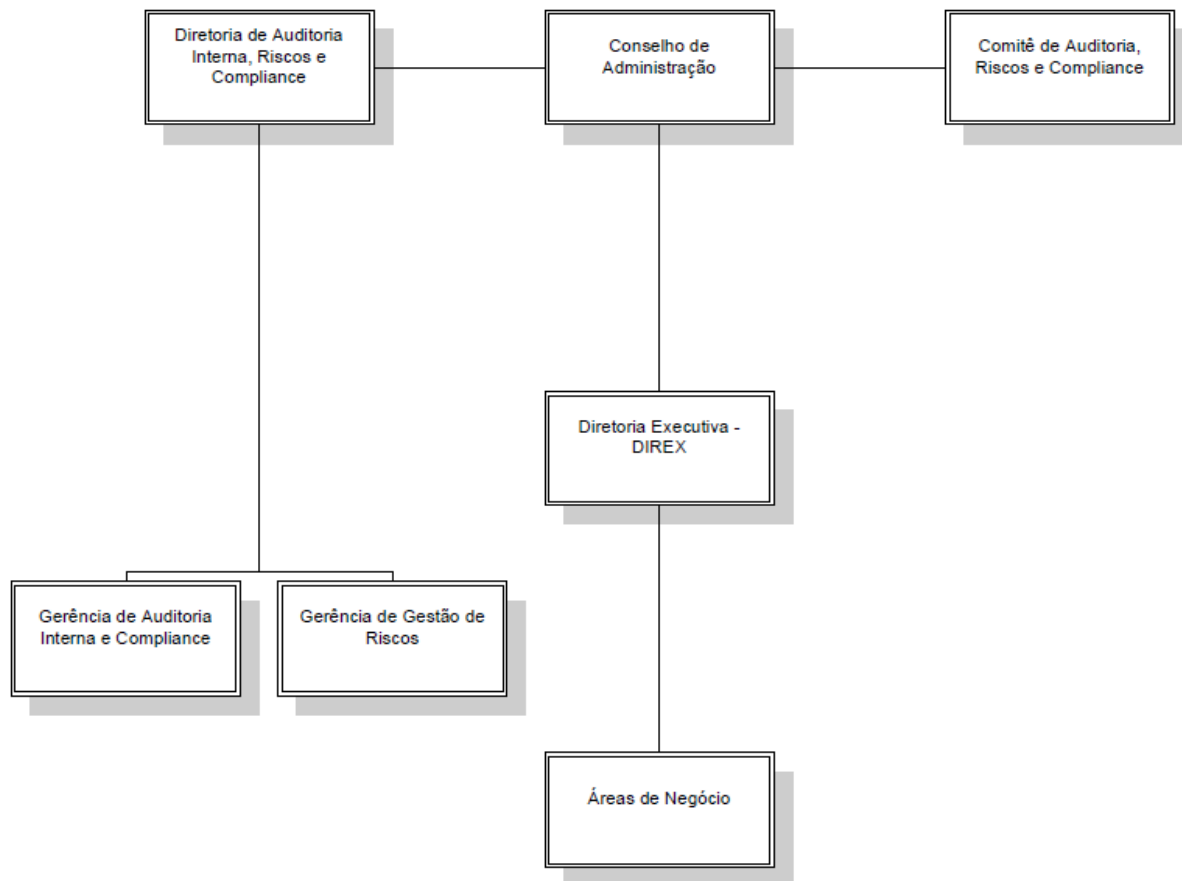 Diretoria de Auditoria
Interna, Riscos e
Compliance
Conselho de
Administração
Comitê de Auditoria,
Riscos e Compliance
Diretoria Executiva -
DIREX
Gerência de Auditoria
Interna e Compliance
Gerência de Gestão de
Riscos
Áreas de Negócio